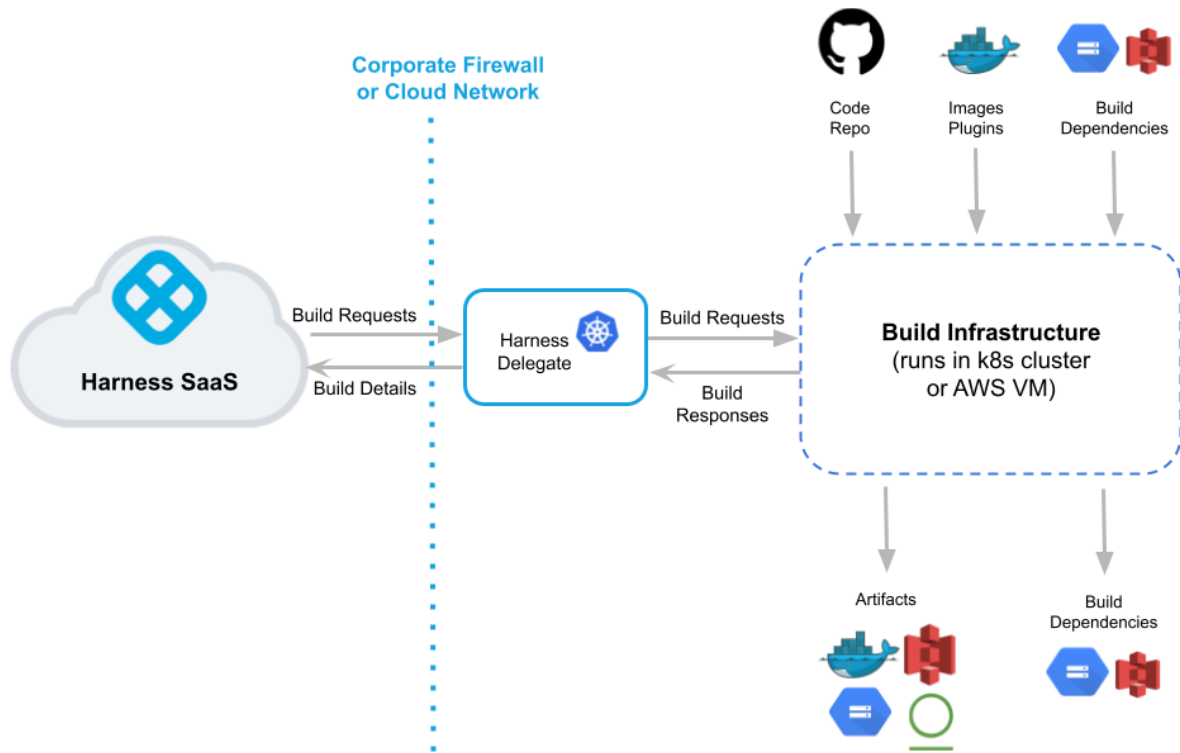 Corporate Firewall
or Cloud Network
Code
Repo
Images
Plugins
Build
Dependencies
Harness SaaS
Build Requests
Build Details
Harness
Delegate
Build Requests
Build
Responses
Build Infrastructure
(runs in k8s cluster
or AWS VM)
Artifacts
Build
Dependencies